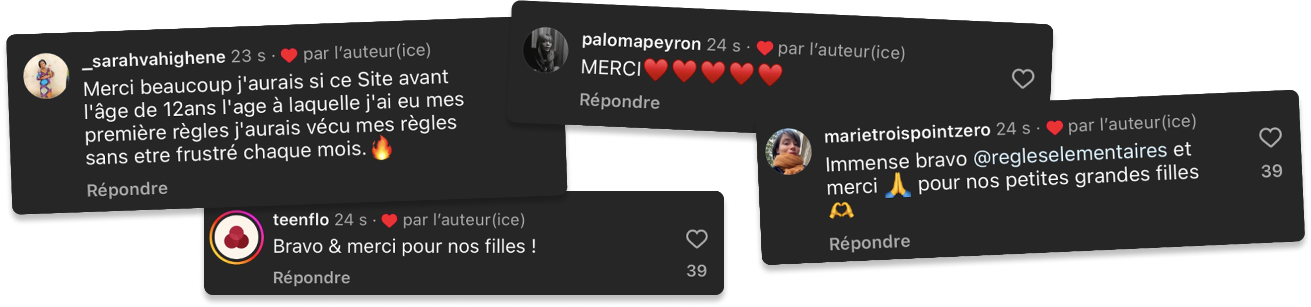 _sarahvahighene 23 s · ❤️ par l’auteur(ice)
Merci beaucoup j'aurais si ce Site avant
l'âge de 12ans l'age à laquelle j'ai eu mes
première règles j'aurais vécu mes règles
sans etre frustré chaque mois.🔥
Répondre
palomapeyron 24 s · ❤️ par l’auteur(ice)
MERCI❤️❤️❤️❤️❤️
Répondre
marietroispointzero 24 s · ❤️ par l’auteur(ice)
Immense bravo @regleselementaires et
merci 🙏 pour nos petites grandes filles
🫶
39
Répondre
teenflo 24 s · ❤️ par l’auteur(ice)
Bravo & merci pour nos filles !
39
Répondre